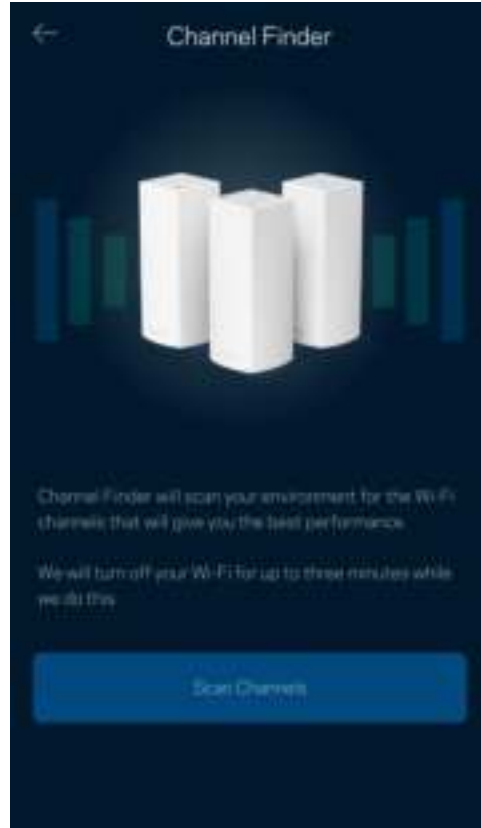 Channel Finder
Channel Finder will scan your environment for the Wi-Fi
channels that will give you the best performance.
We will turn off your Wi-Fi for up to three minutes while
we do this.
Scan Channels